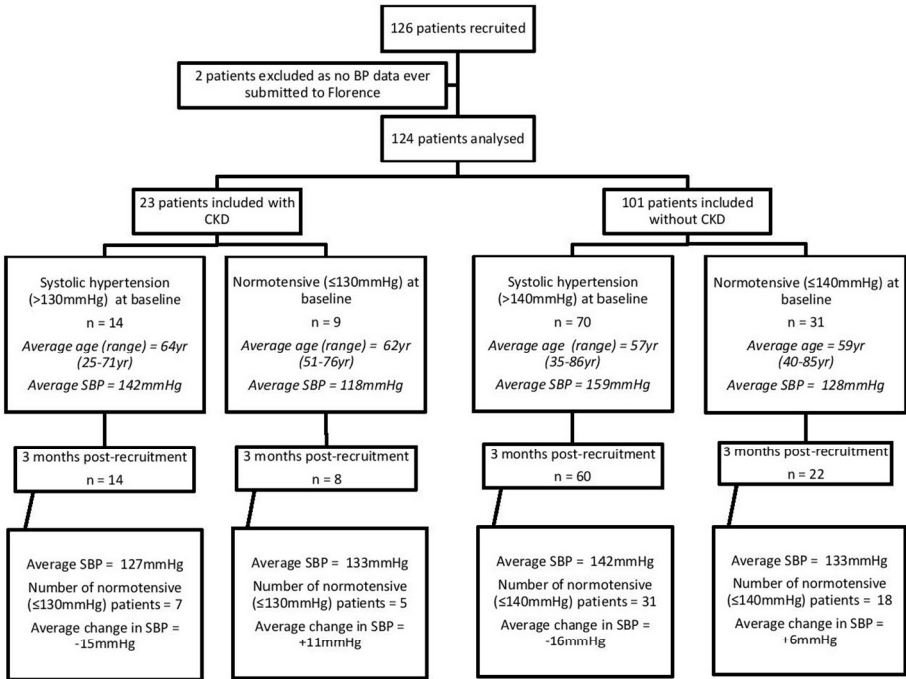 126 patients recruited
2 patients excluded as no BP data ever
submitted to Florence
124 patients analysed
23 patients included with
CKD
101 patients included
without CKD
Systolic hypertension
(>130mmHg) at baseline
n = 14
Average age (range) = 64yr
(25-71yr)
Average SBP = 142mmHg
Normotensive (≤130mmHg) at
baseline
n = 9
Average age (range) = 62yr
(51-76yr)
Average SBP = 118mmHg
Systolic hypertension
(>140mmHg) at baseline
n = 70
Average age (range) = 57yr
(35-86yr)
Average SBP = 159mmHg
Normotensive (≤140mmHg) at
baseline
n = 31
Average age = 59yr
(40-85yr)
Average SBP = 128mmHg
3 months post-recruitment
n = 14
3 months post-recruitment
n = 8
3 months post-recruitment
n = 60
3 months post-recruitment
n = 22
Average SBP = 127mmHg
Number of normotensive
(≤130mmHg) patients = 7
Average change in SBP =
-15mmHg
Average SBP = 133mmHg
Number of normotensive
(≤130mmHg) patients = 5
Average change in SBP =
+11mmHg
Average SBP = 142mmHg
Number of normotensive
(≤140mmHg) patients = 31
Average change in SBP =
-16mmHg
Average SBP = 133mmHg
Number of normotensive
(≤140mmHg) patients = 18
Average change in SBP =
+6mmHg